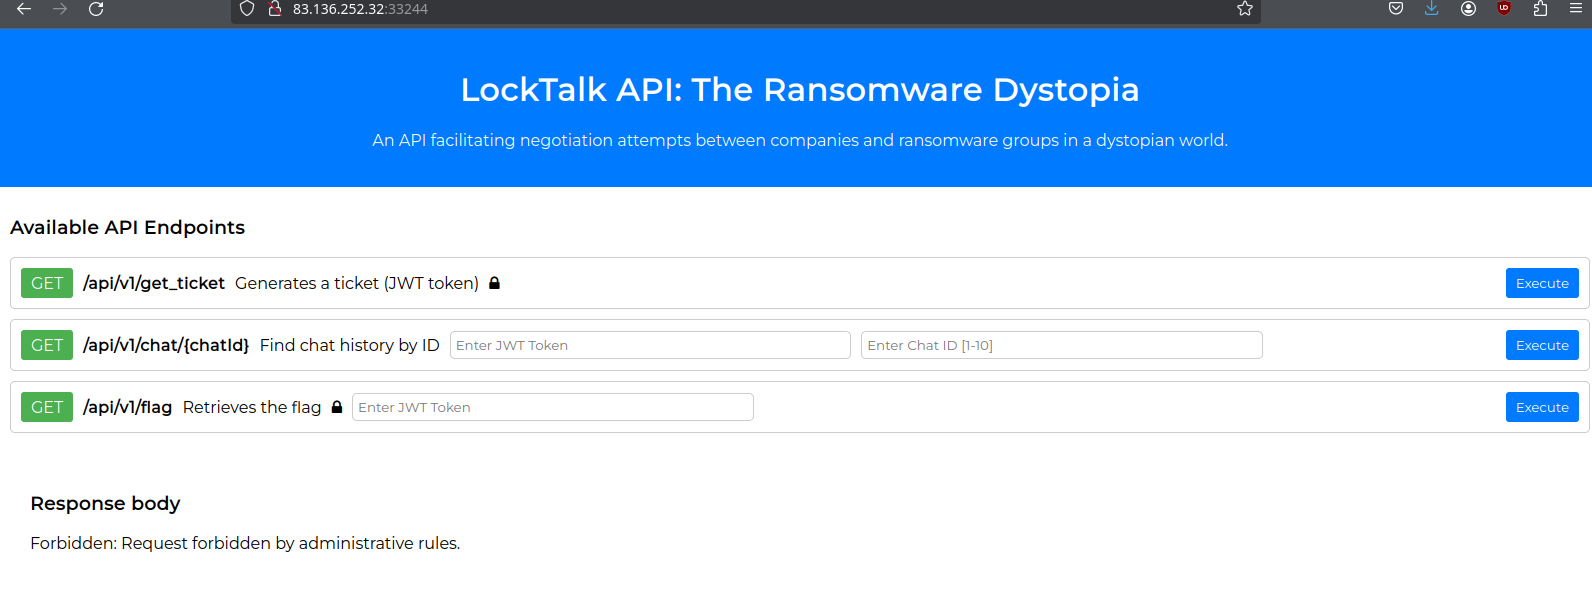 83.136.252.32:33244
LockTalk API: The Ransomware Dystopia
An API facilitating negotiation attempts between companies and ransomware groups in a dystopian world.
Available API Endpoints
GET /api/v1/get_ticket Generates a ticket (JWT token) Execute
GET /api/v1/chat/{chatId} Find chat history by ID Enter JWT Token Enter Chat ID [1-10] Execute
GET /api/v1/flag Retrieves the flag Enter JWT Token Execute
Response body
Forbidden: Request forbidden by administrative rules.